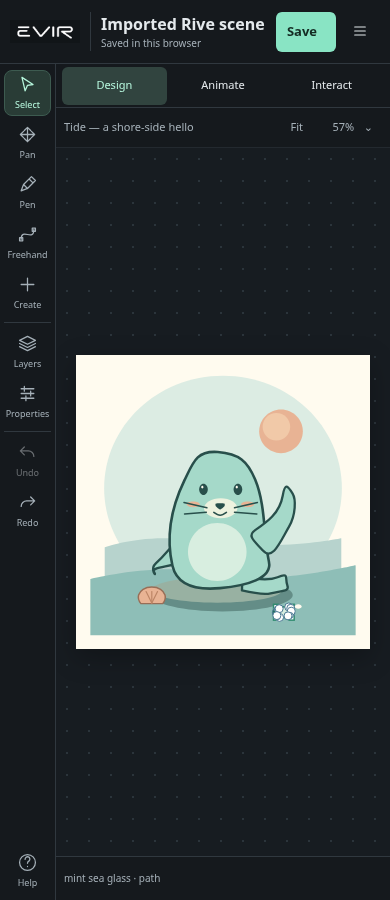 EVIR
Imported Rive scene
Saved in this browser
Save
Select
Pan
Pen
Freehand
Create
Layers
Properties
Undo
Redo
Help
Design
Animate
Interact
Tide — a shore-side hello
Fit
57%
mint sea glass · path